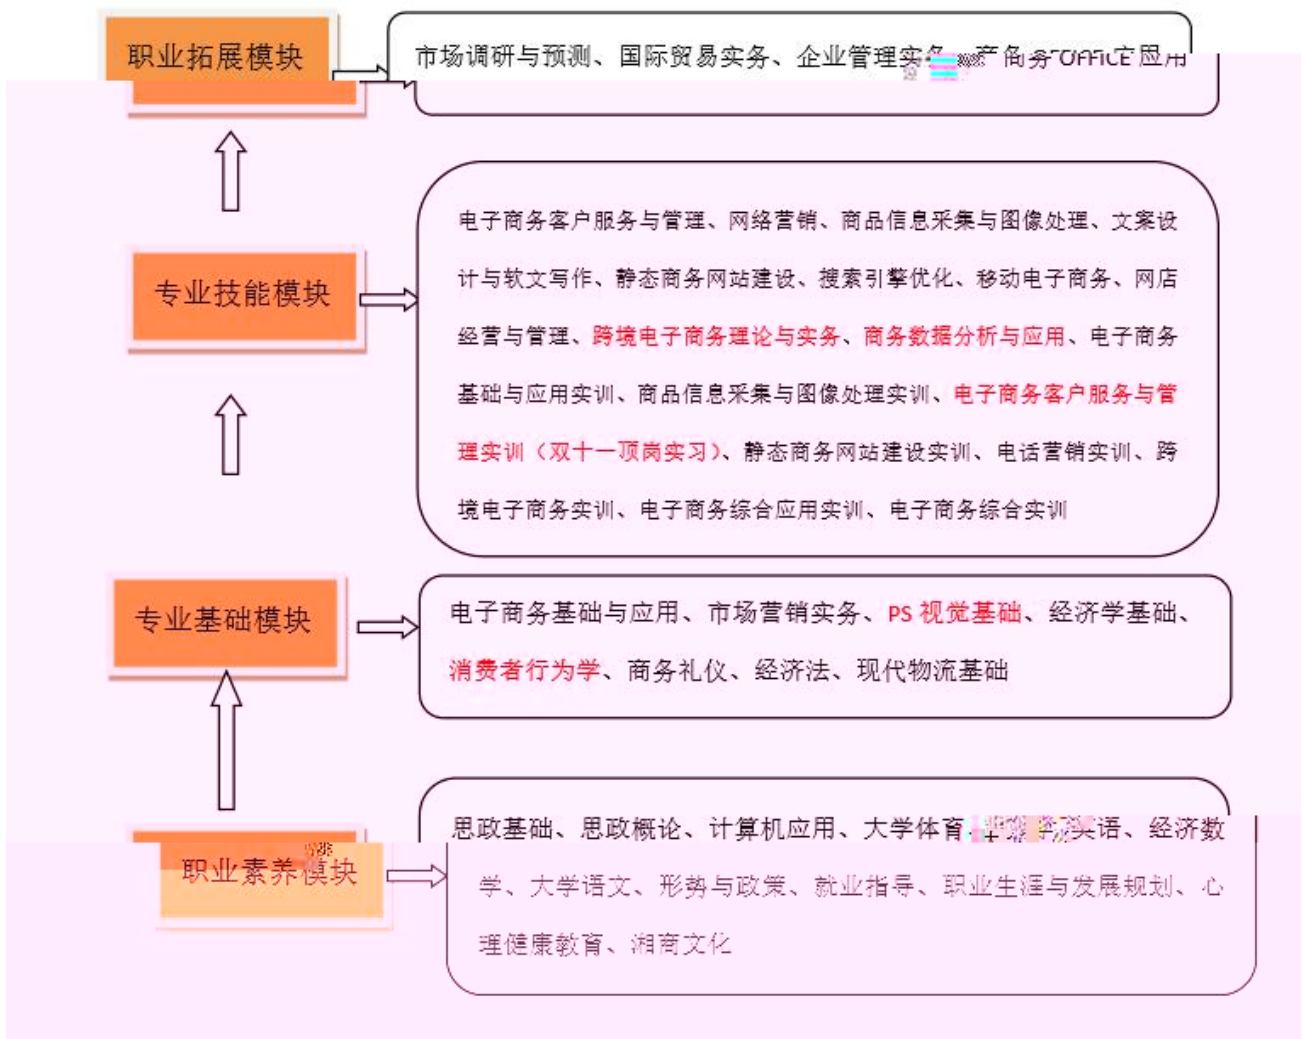 职业拓展模块
市场调研与预测、国际贸易实务、企业管理实务、商务 OFFICE 应用
专业技能模块
电子商务客户服务与管理、网络营销、商品信息采集与图像处理、文案设
计与软文写作、静态商务网站建设、搜索引擎优化、移动电子商务、网店
经营与管理、跨境电子商务理论与实务、商务数据分析与应用、电子商务
基础与应用实训、商品信息采集与图像处理实训、电子商务客户服务与管
理实训（双十一顶岗实习）、静态商务网站建设实训、电话营销实训、跨
境电子商务实训、电子商务综合应用实训、电子商务综合实训
专业基础模块
电子商务基础与应用、市场营销实务、PS 视觉基础、经济学基础、
消费者行为学、商务礼仪、经济法、现代物流基础
职业素养模块
思政基础、思政概论、计算机应用、大学体育、英语、经济数
学、大学语文、形势与政策、就业指导、职业生涯与发展规划、心
理健康教育、湘商文化